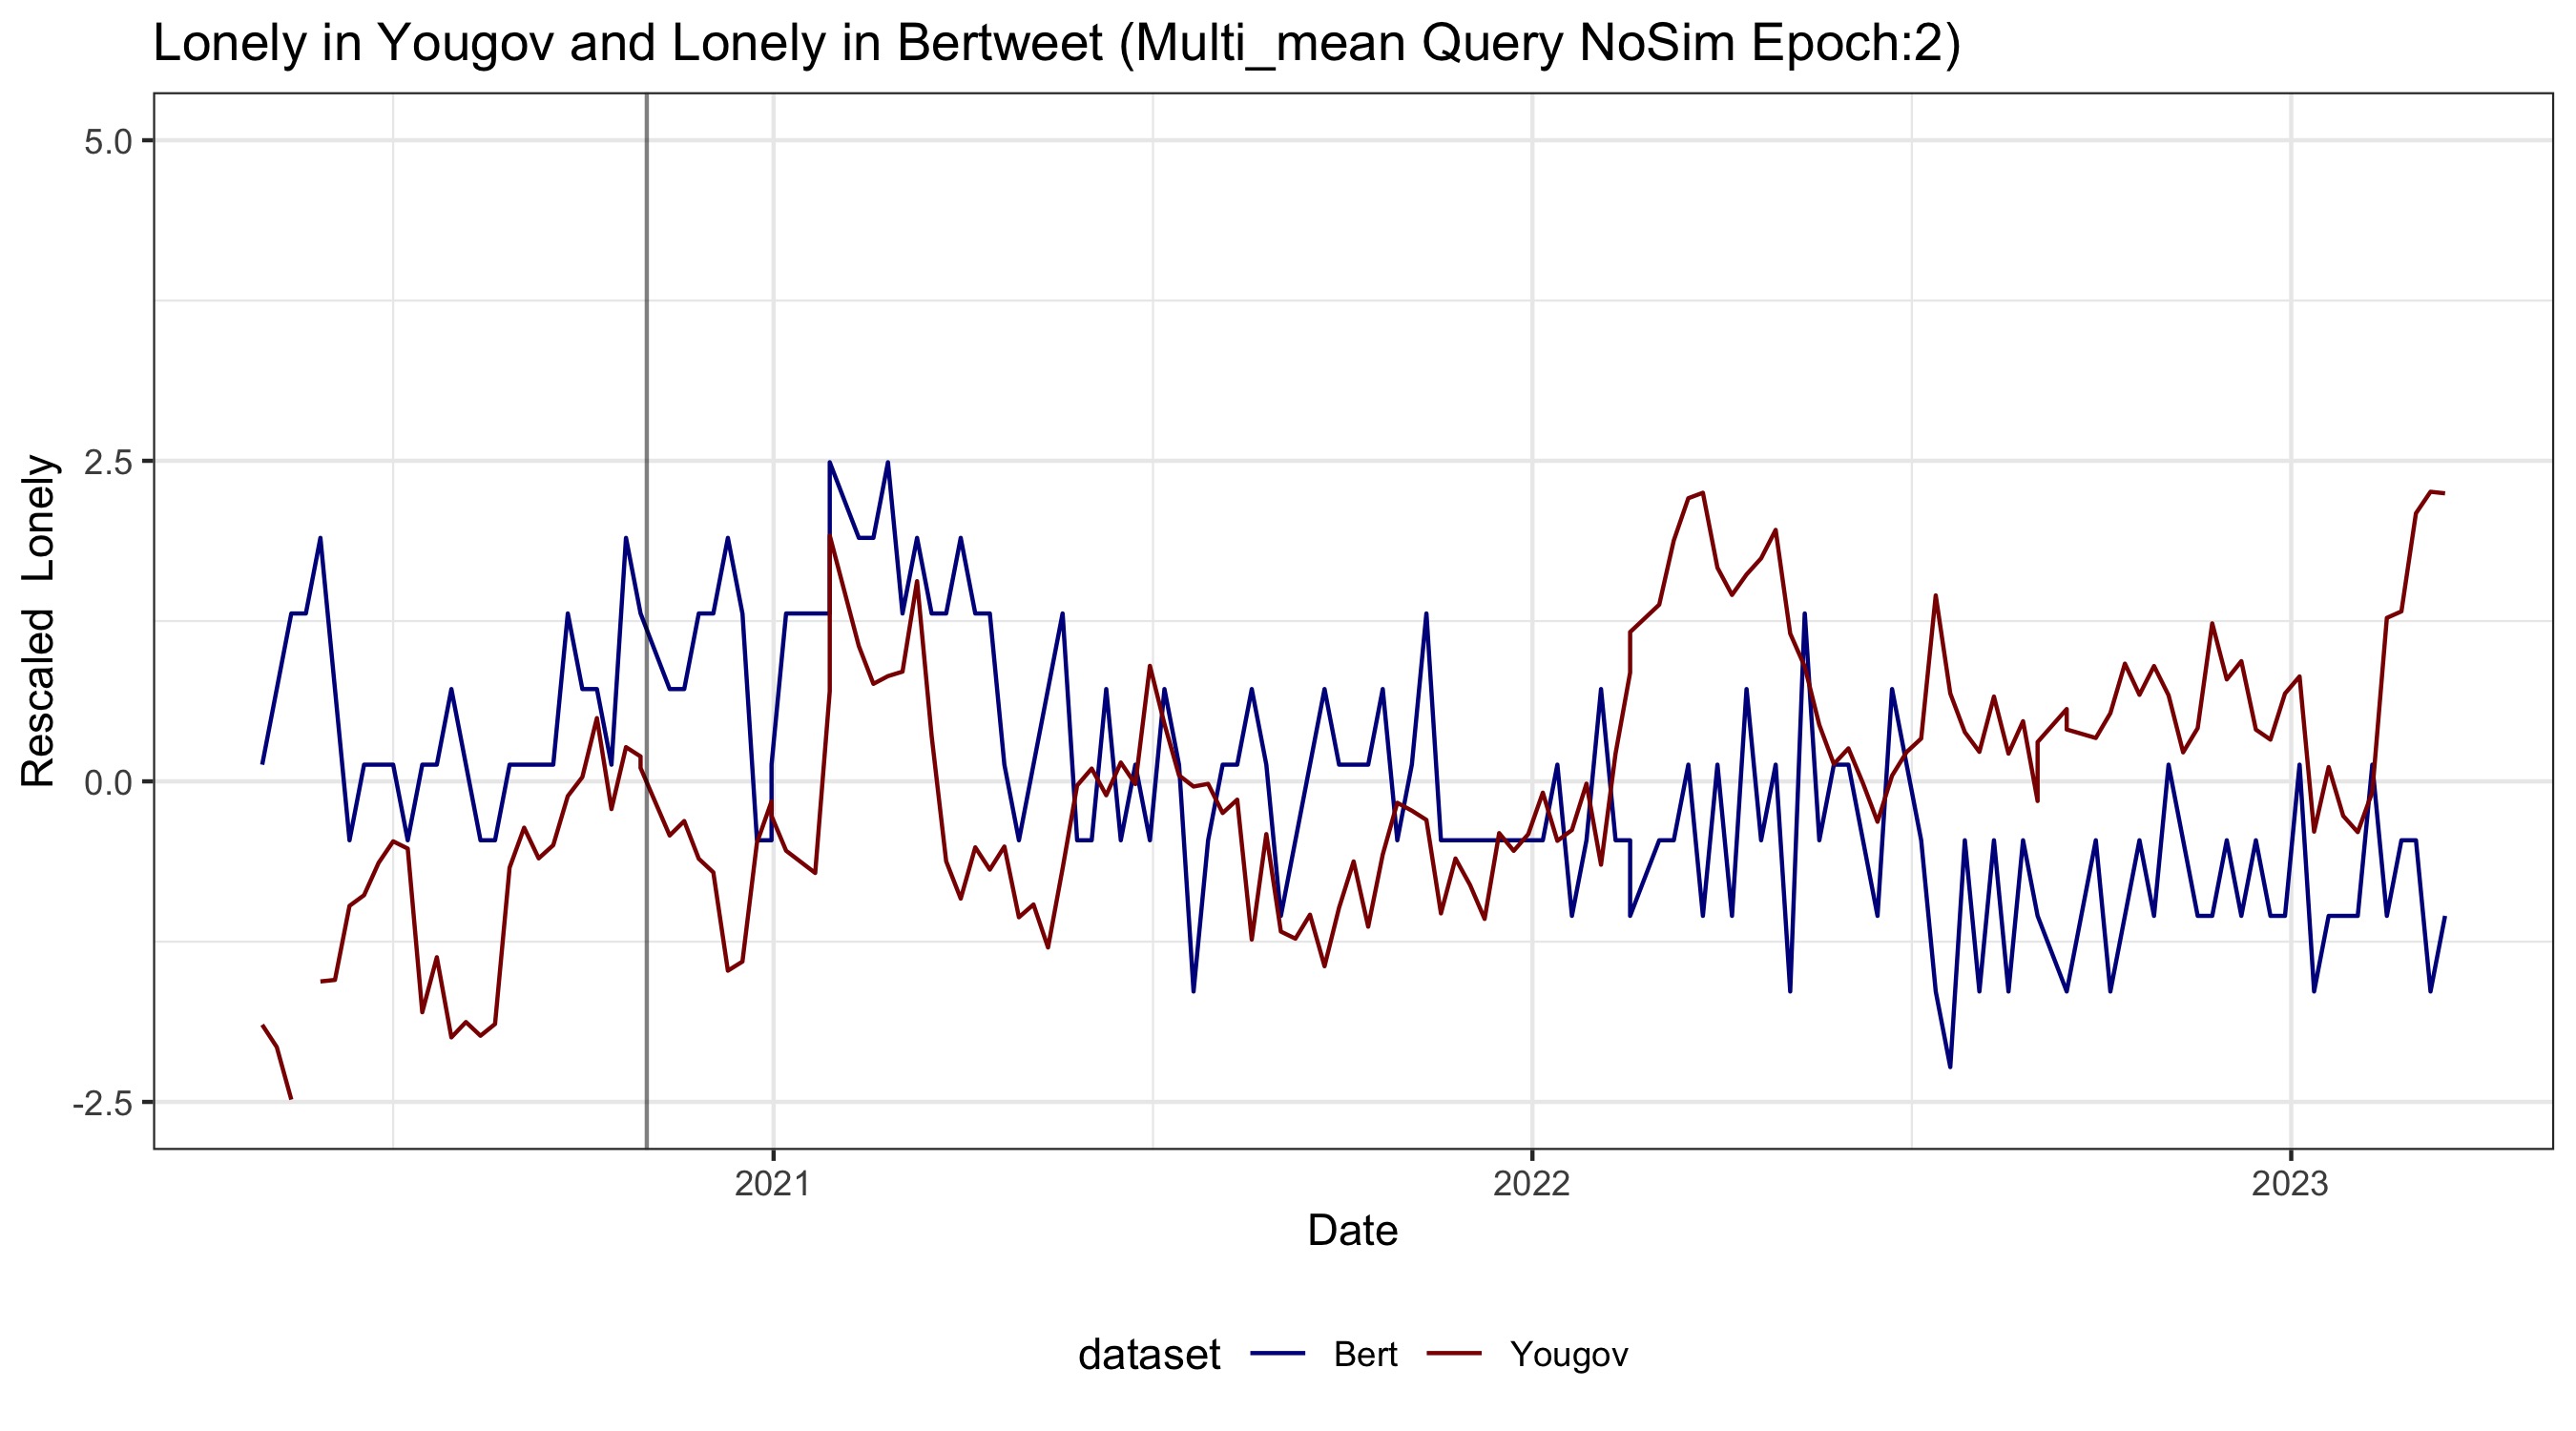 Lonely in Yougov and Lonely in Bertweet (Multi_mean Query NoSim Epoch:2)
Rescaled Lonely
5.0
2.5
0.0
-2.5
2021 2022 2023
Date
dataset Bert Yougov